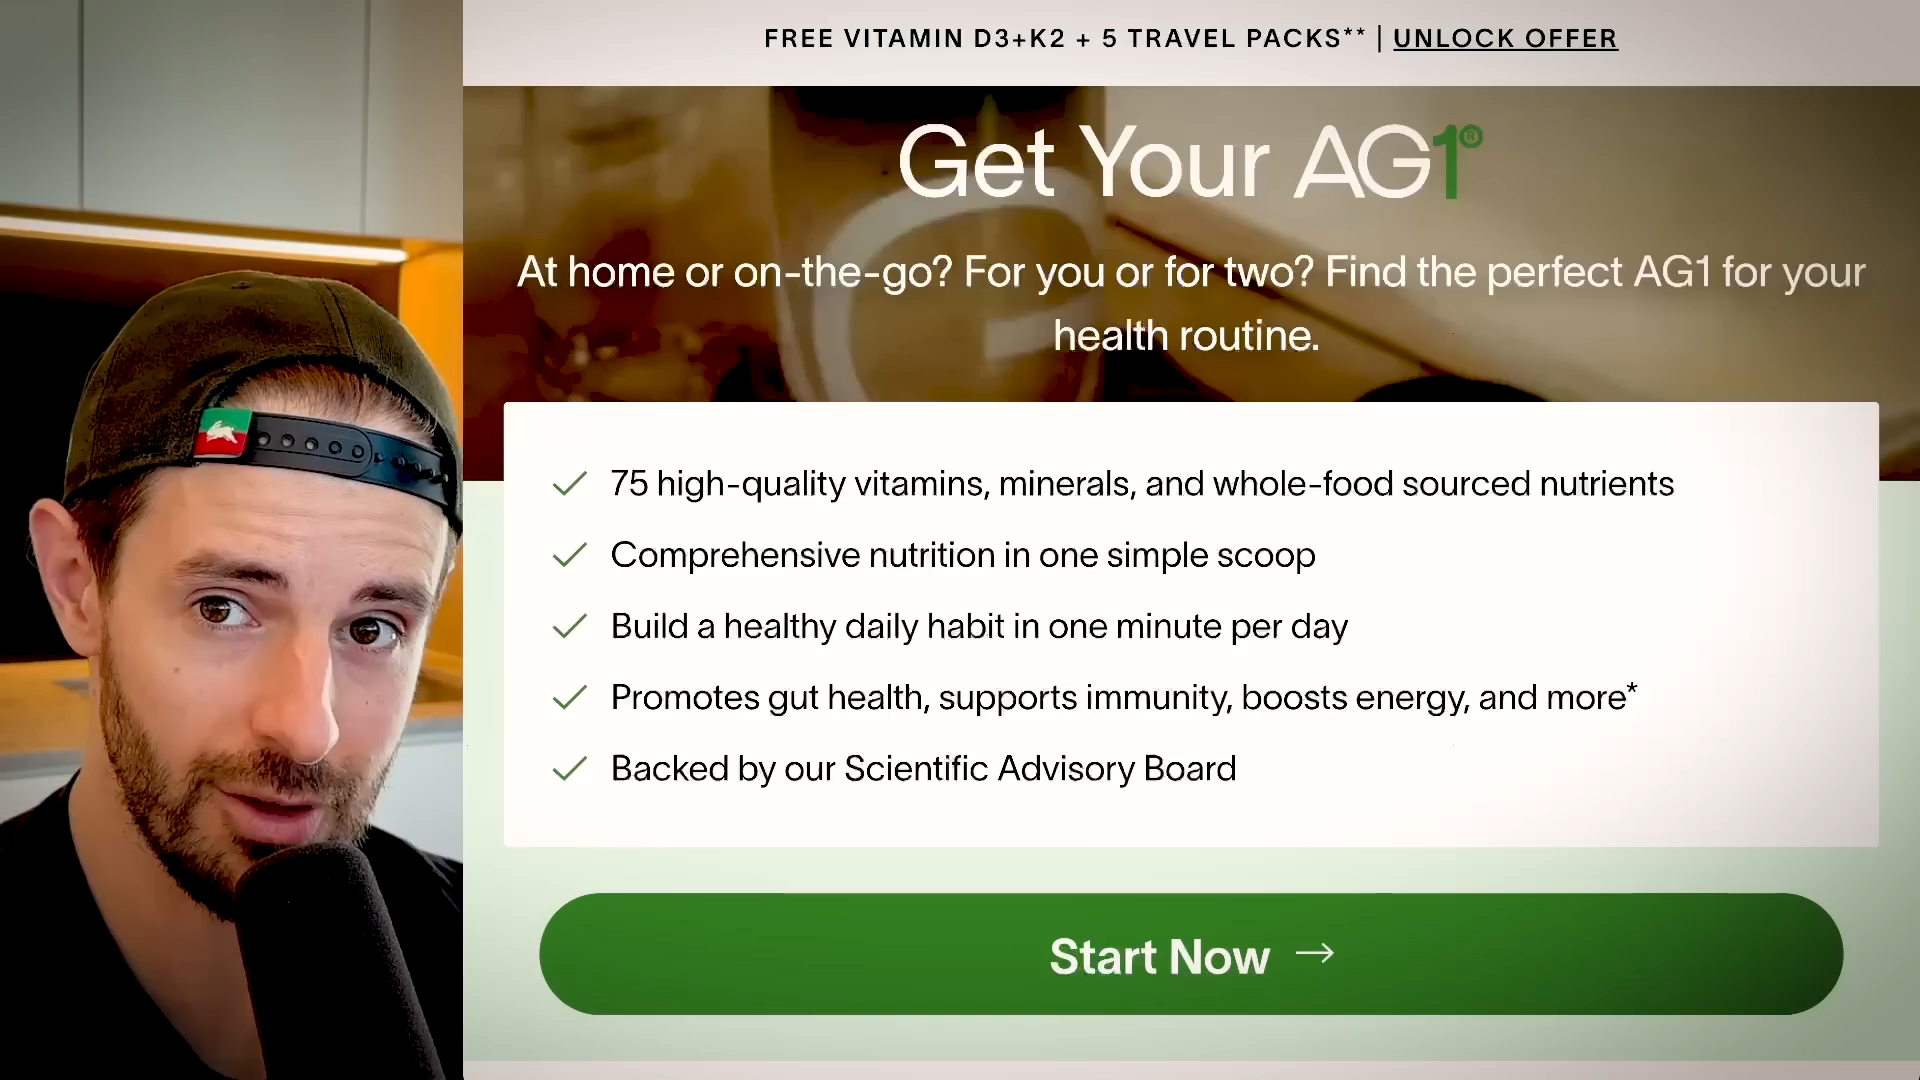 FREE VITAMIN D3+K2 + 5 TRAVEL PACKS** | UNLOCK OFFER
Get Your AG1®
At home or on-the-go? For you or for two? Find the perfect AG1 for your
health routine.
75 high-quality vitamins, minerals, and whole-food sourced nutrients
Comprehensive nutrition in one simple scoop
Build a healthy daily habit in one minute per day
Promotes gut health, supports immunity, boosts energy, and more*
Backed by our Scientific Advisory Board
Start Now →